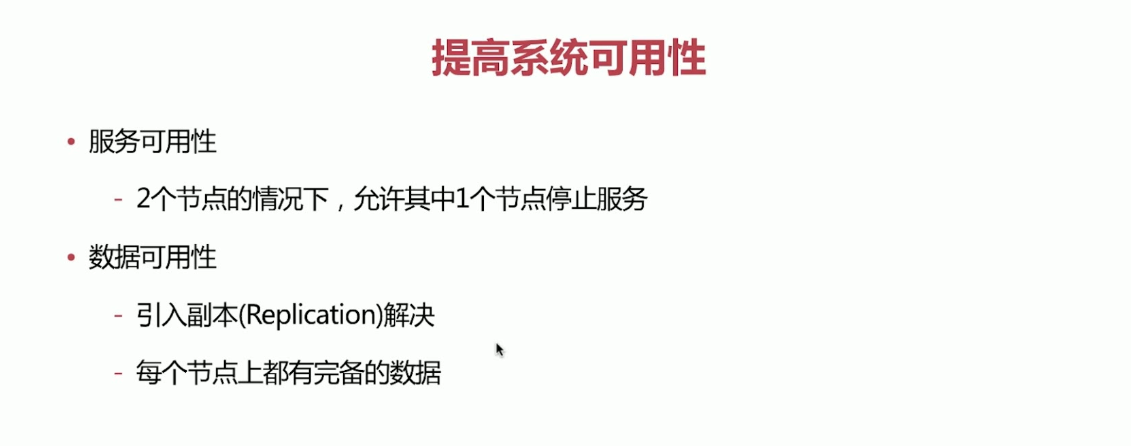 提高系统可用性
• 服务可用性
- 2个节点的情况下，允许其中1个节点停止服务
• 数据可用性
- 引入副本(Replication)解决
- 每个节点上都有完备的数据